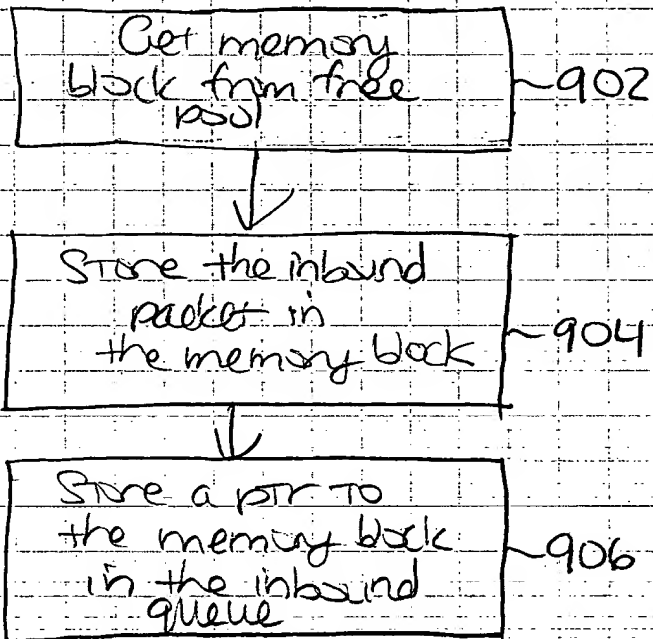 Get memory
block from free
pool
~902
Store the inbound
packet in
the memory block
~904
Store a ptr to
the memory block
in the inbound
queue
~906